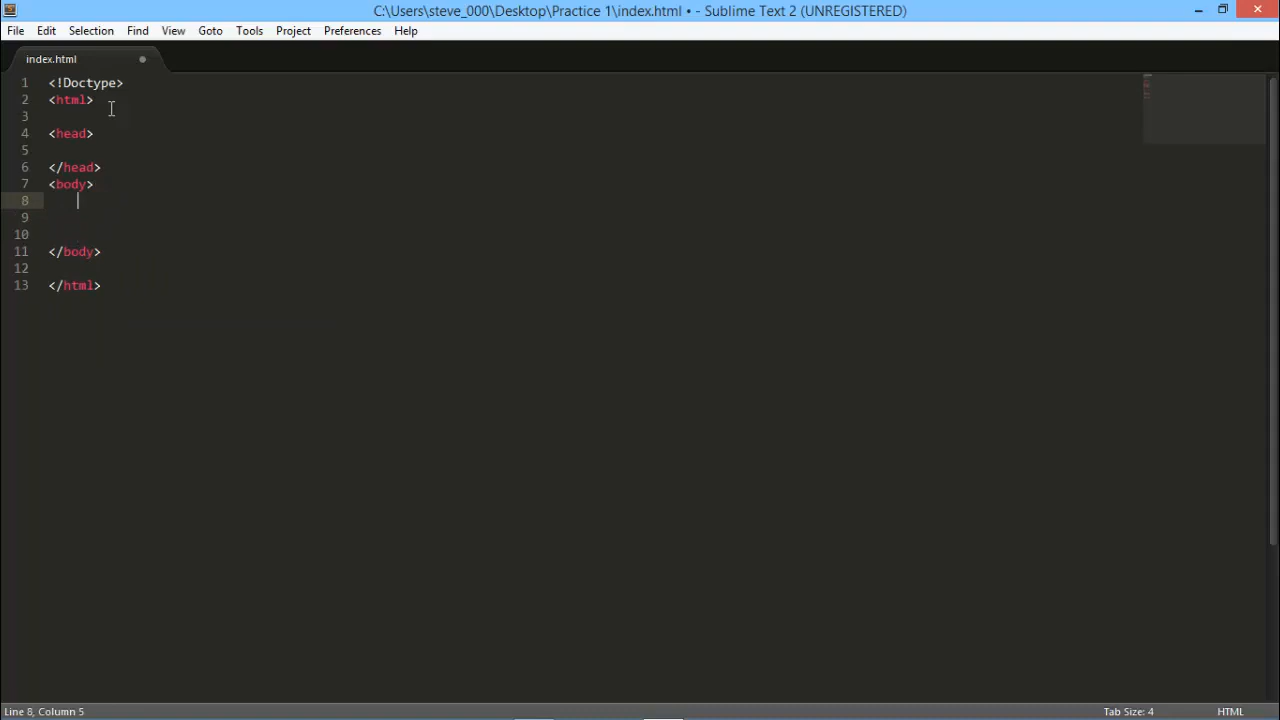 C:\Users\steve_000\Desktop\Practice 1\index.html • - Sublime Text 2 (UNREGISTERED)
File Edit Selection Find View Goto Tools Project Preferences Help
index.html
1 <!Doctype>
2 <html>
3
4 <head>
5
6 </head>
7 <body>
8
9
10
11 </body>
12
13 </html>
Line 8, Column 5 Tab Size: 4 HTML